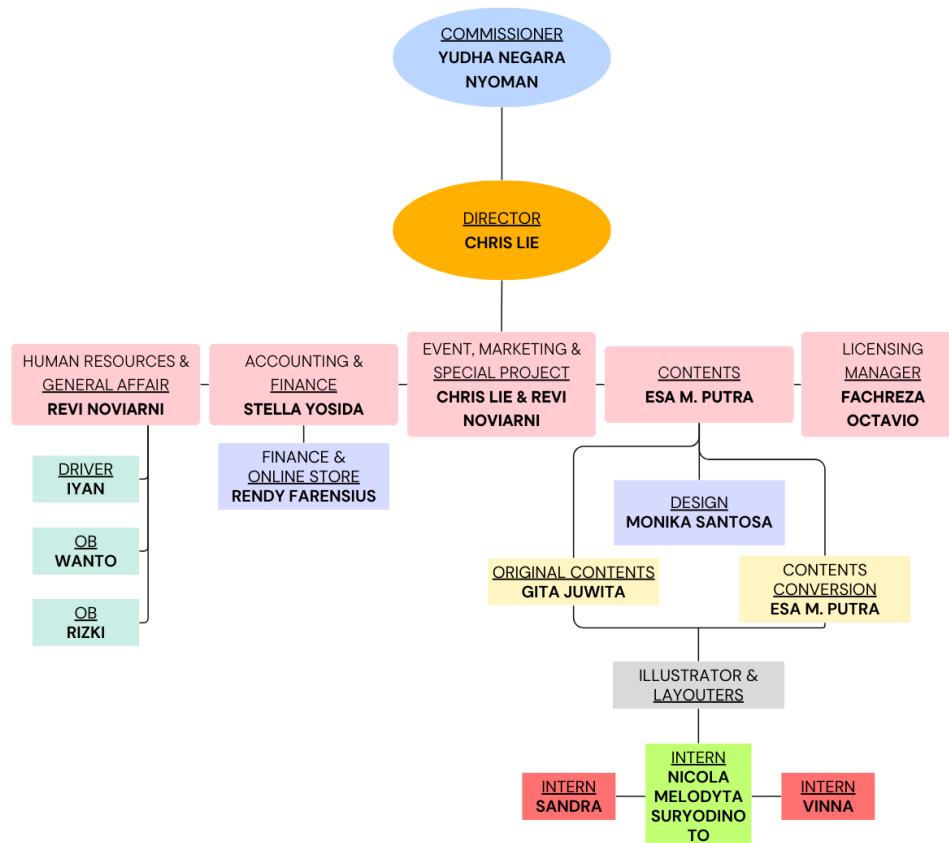 COMMISSIONER
YUDHA NEGARA
NYOMAN
DIRECTOR
CHRIS LIE
HUMAN RESOURCES &
GENERAL AFFAIR
REVI NOVIARNI
ACCOUNTING &
FINANCE
STELLA YOSIDA
EVENT, MARKETING &
SPECIAL PROJECT
CHRIS LIE & REVI
NOVIARNI
CONTENTS
ESA M. PUTRA
LICENSING
MANAGER
FACHREZA
OCTAVIO
DRIVER
IYAN
OB
WANTO
OB
RIZKI
FINANCE &
ONLINE STORE
RENDY FARENSIUS
DESIGN
MONIKA SANTOSA
ORIGINAL CONTENTS
GITA JUWITA
CONTENTS
CONVERSION
ESA M. PUTRA
ILLUSTRATOR &
LAYOUTERS
INTERN
SANDRA
INTERN
NICOLA
MELODYTA
SURYODINO
TO
INTERN
VINNA